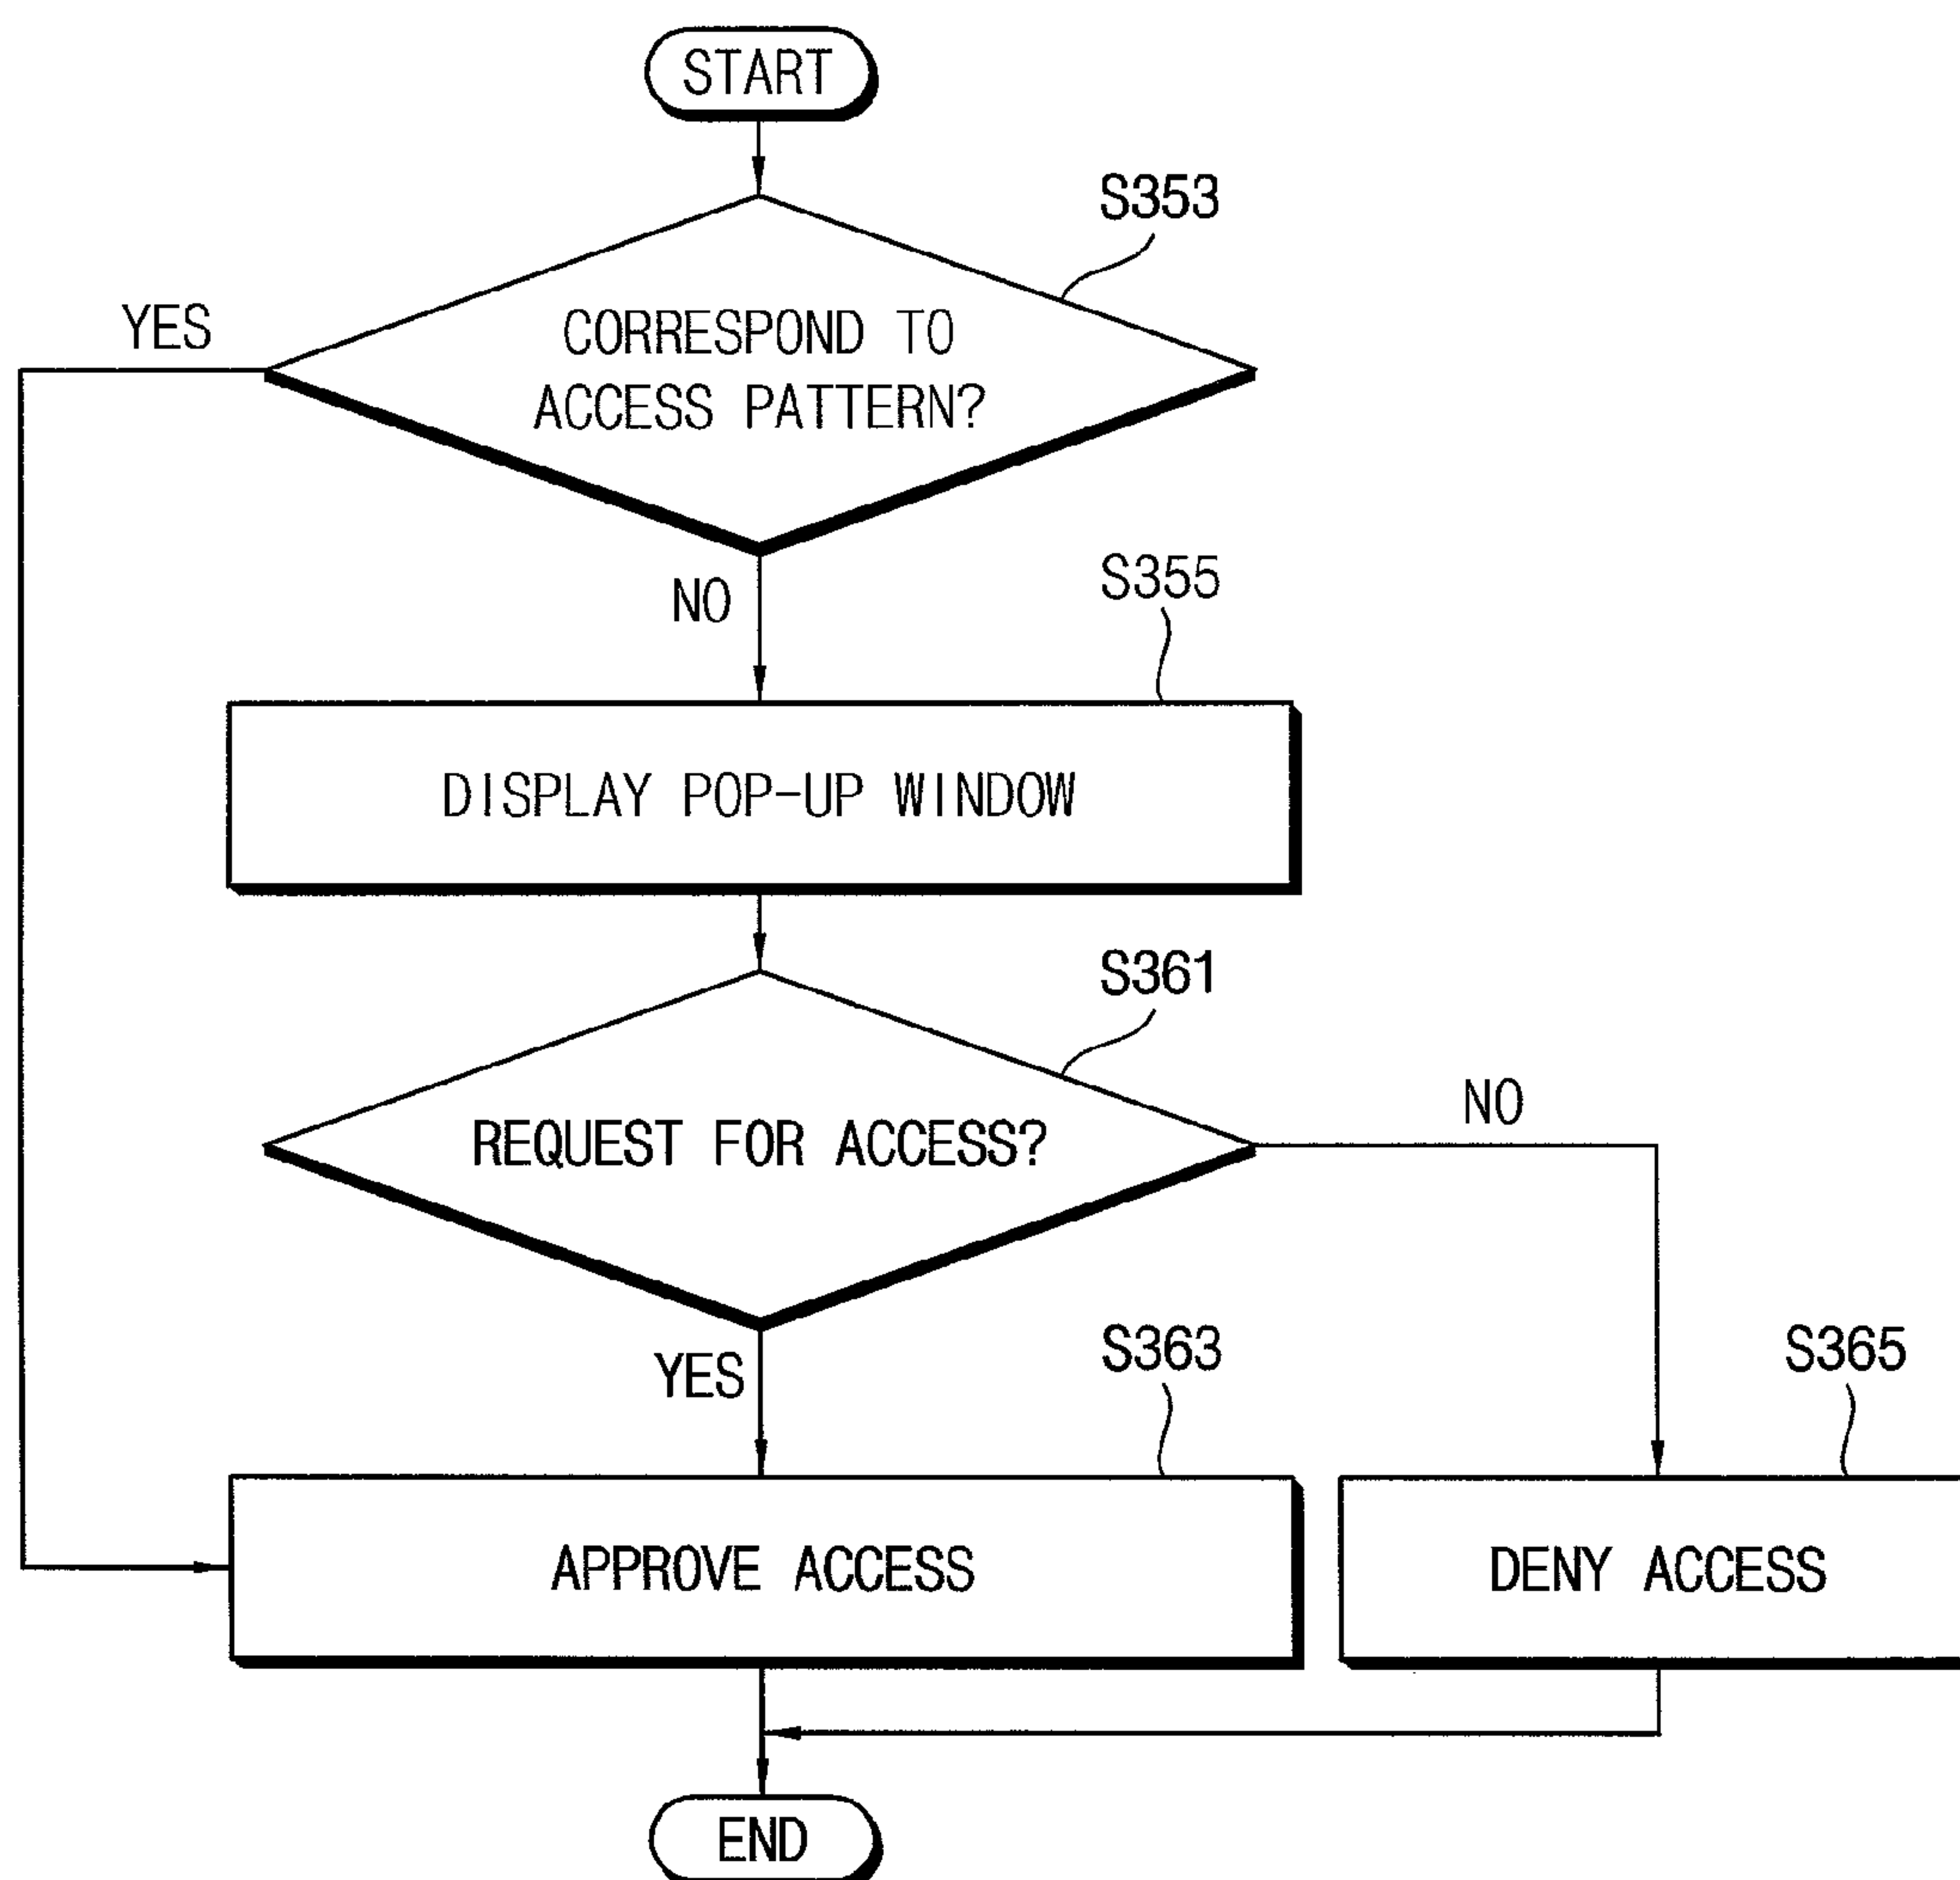 START
S353
YES
CORRESPOND TO
ACCESS PATTERN?
NO
S355
DISPLAY POP-UP WINDOW
S361
REQUEST FOR ACCESS?
NO
YES
S363
S365
APPROVE ACCESS
DENY ACCESS
END